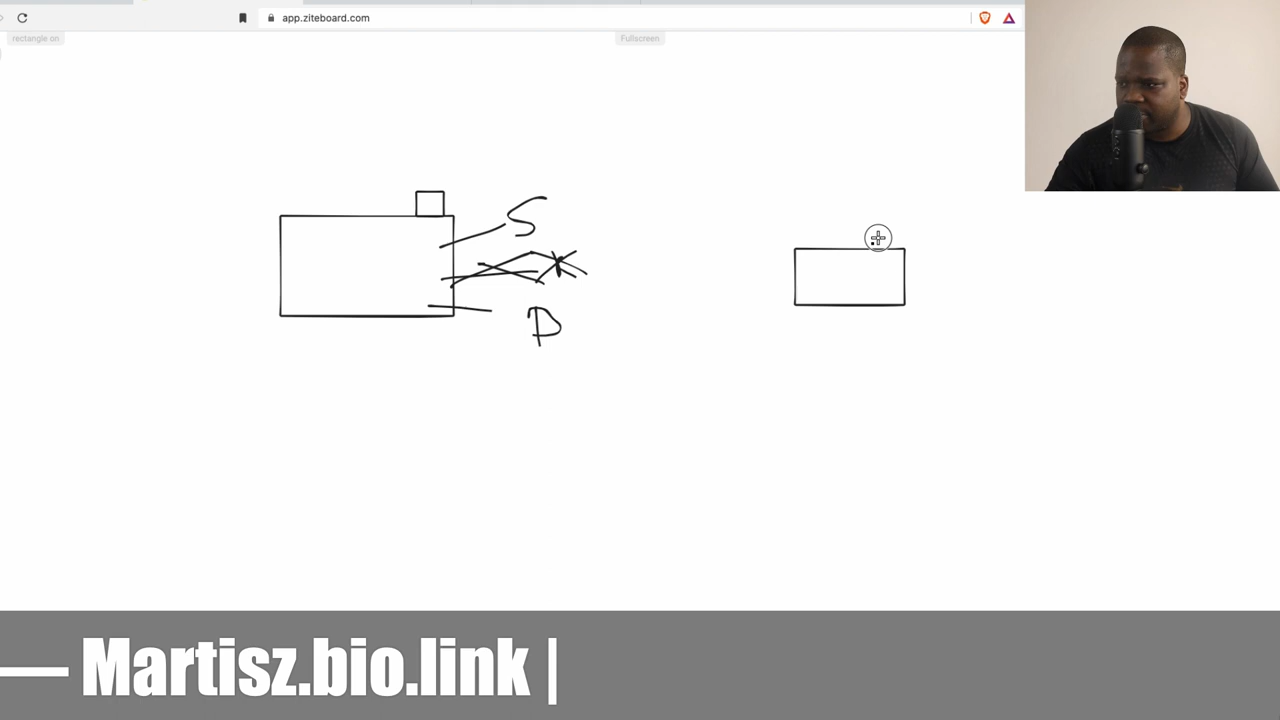 app.ziteboard.com
rectangle on
Fullscreen
S
D
Martisz.bio.link |